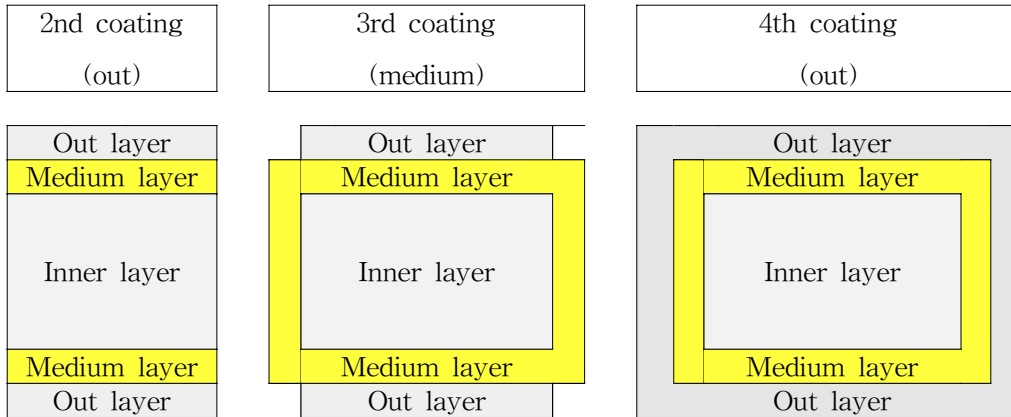 2nd coating
(out)
3rd coating
(medium)
4th coating
(out)
Out layer
Medium layer
Inner layer
Medium layer
Out layer
Out layer
Medium layer
Inner layer
Medium layer
Out layer
Out layer
Medium layer
Inner layer
Medium layer
Out layer